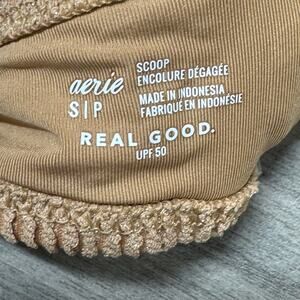 aerie
S|P
SCOOP
ENCOLURE DÉGAGÉE
MADE IN INDONESIA
FABRIQUÉ EN INDONÉSIE
REAL GOOD.
UPF 50